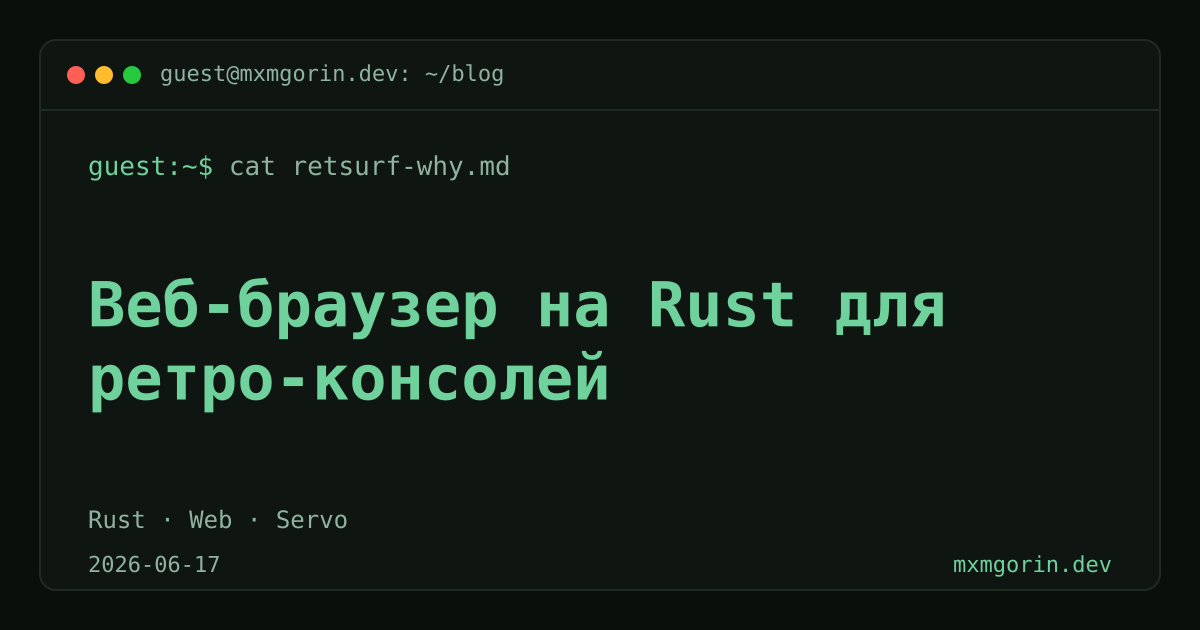 guest@mxmgorin.dev: ~/blog
guest:~$ cat retsurf-why.md
Веб-браузер на Rust для
ретро-консолей
Rust · Web · Servo
2026-06-17
mxmgorin.dev